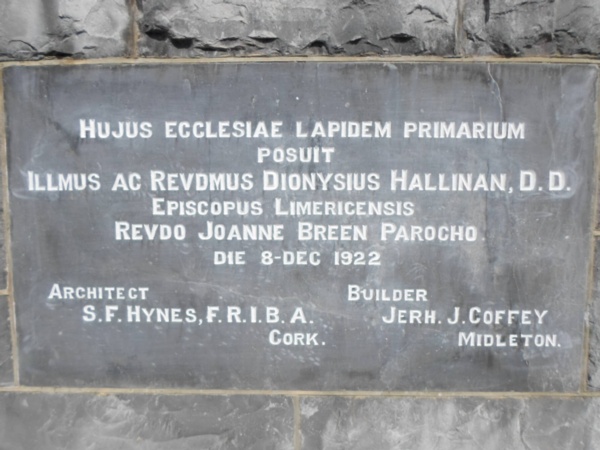 HUJUS ECCLESIAE LAPIDEM PRIMARIUM
POSUIT
ILLMUS AC REVDMUS DIONYSIUS HALLINAN, D.D.
EPISCOPUS LIMERICENSIS
REVDO JOANNE BREEN PAROCHO
DIE 8-DEC 1922
ARCHITECT
S.F. HYNES, F.R.I.B.A.
CORK.
BUILDER
JERH. J. COFFEY
MIDLETON.